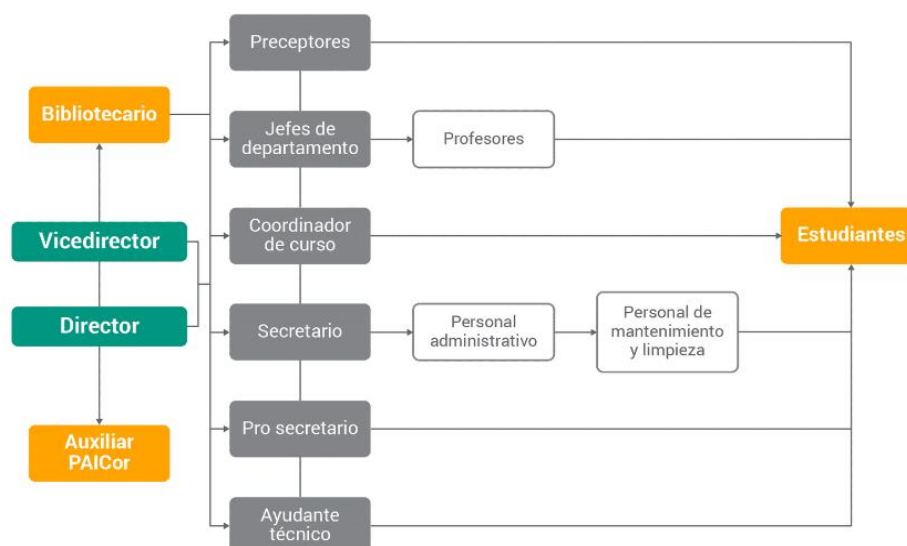 Preceptores
Bibliotecario
Jefes de
departamento
Profesores
Vicedirector
Coordinador
de curso
Estudiantes
Director
Secretario
Personal
administrativo
Personal de
mantenimiento
y limpieza
Auxiliar
PAICor
Pro secretario
Ayudante
técnico